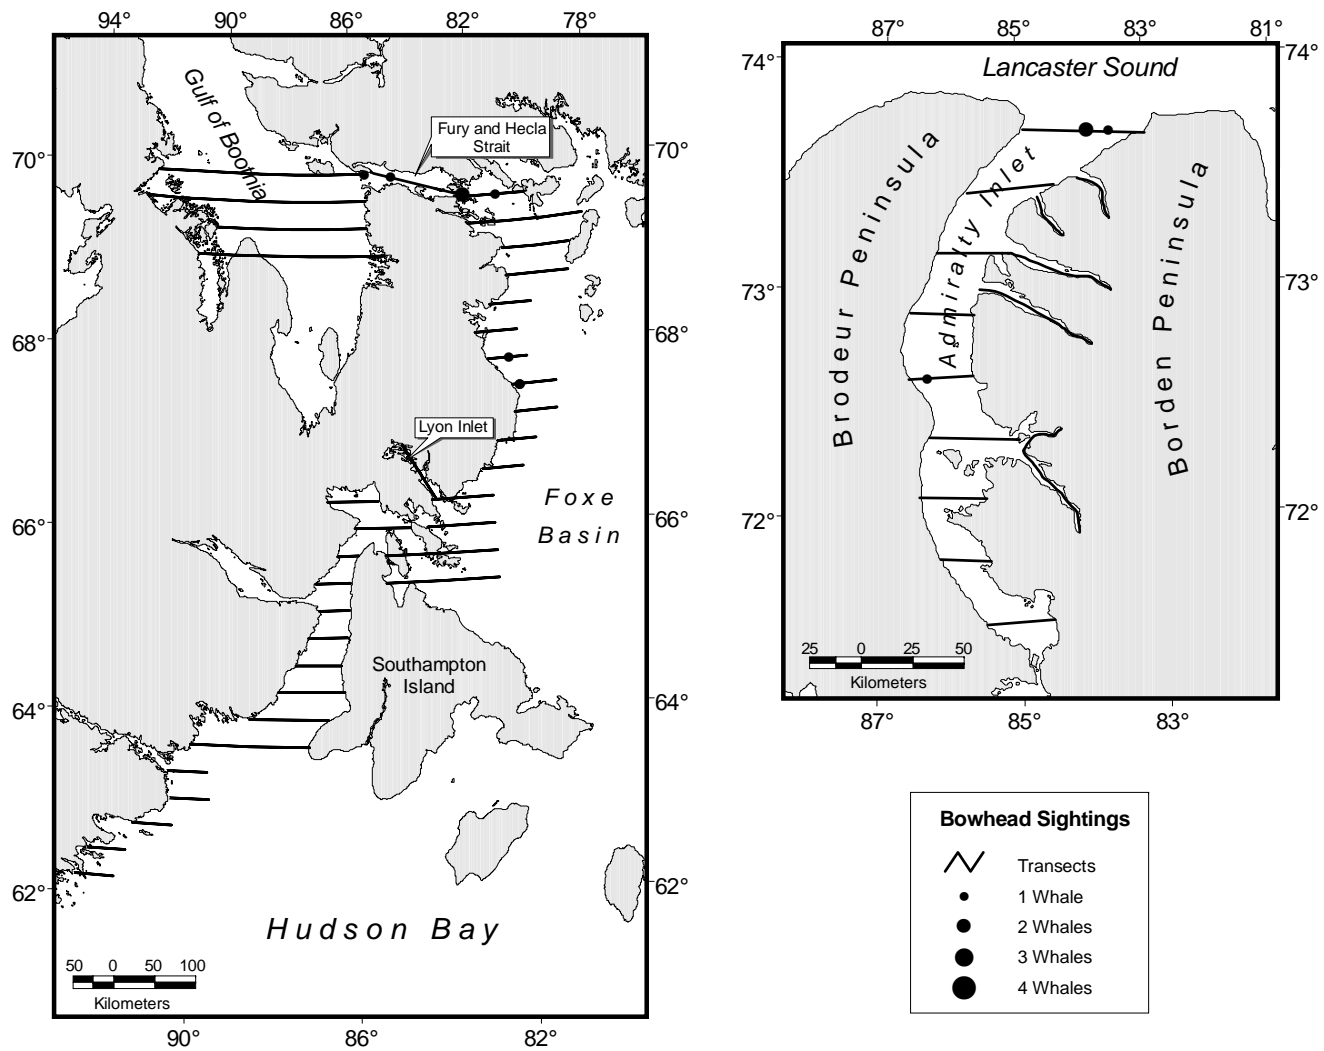 94° 90° 86° 82° 78°
70°
68°
66°
64°
62°
70°
68°
66°
64°
62°
Gulf of Boothia
Fury and Hecla
Strait
Lyon Inlet
Foxe
Basin
Southampton
Island
Hudson Bay
50 0 50 100
Kilometers
90° 86° 82°
87° 85° 83° 81°
74°
73°
72°
74°
73°
72°
Lancaster Sound
Brodeur Peninsula
Admiralty Inlet
Borden Peninsula
25 0 25 50
Kilometers
87° 85° 83°
Bowhead Sightings
Transects
1 Whale
2 Whales
3 Whales
4 Whales